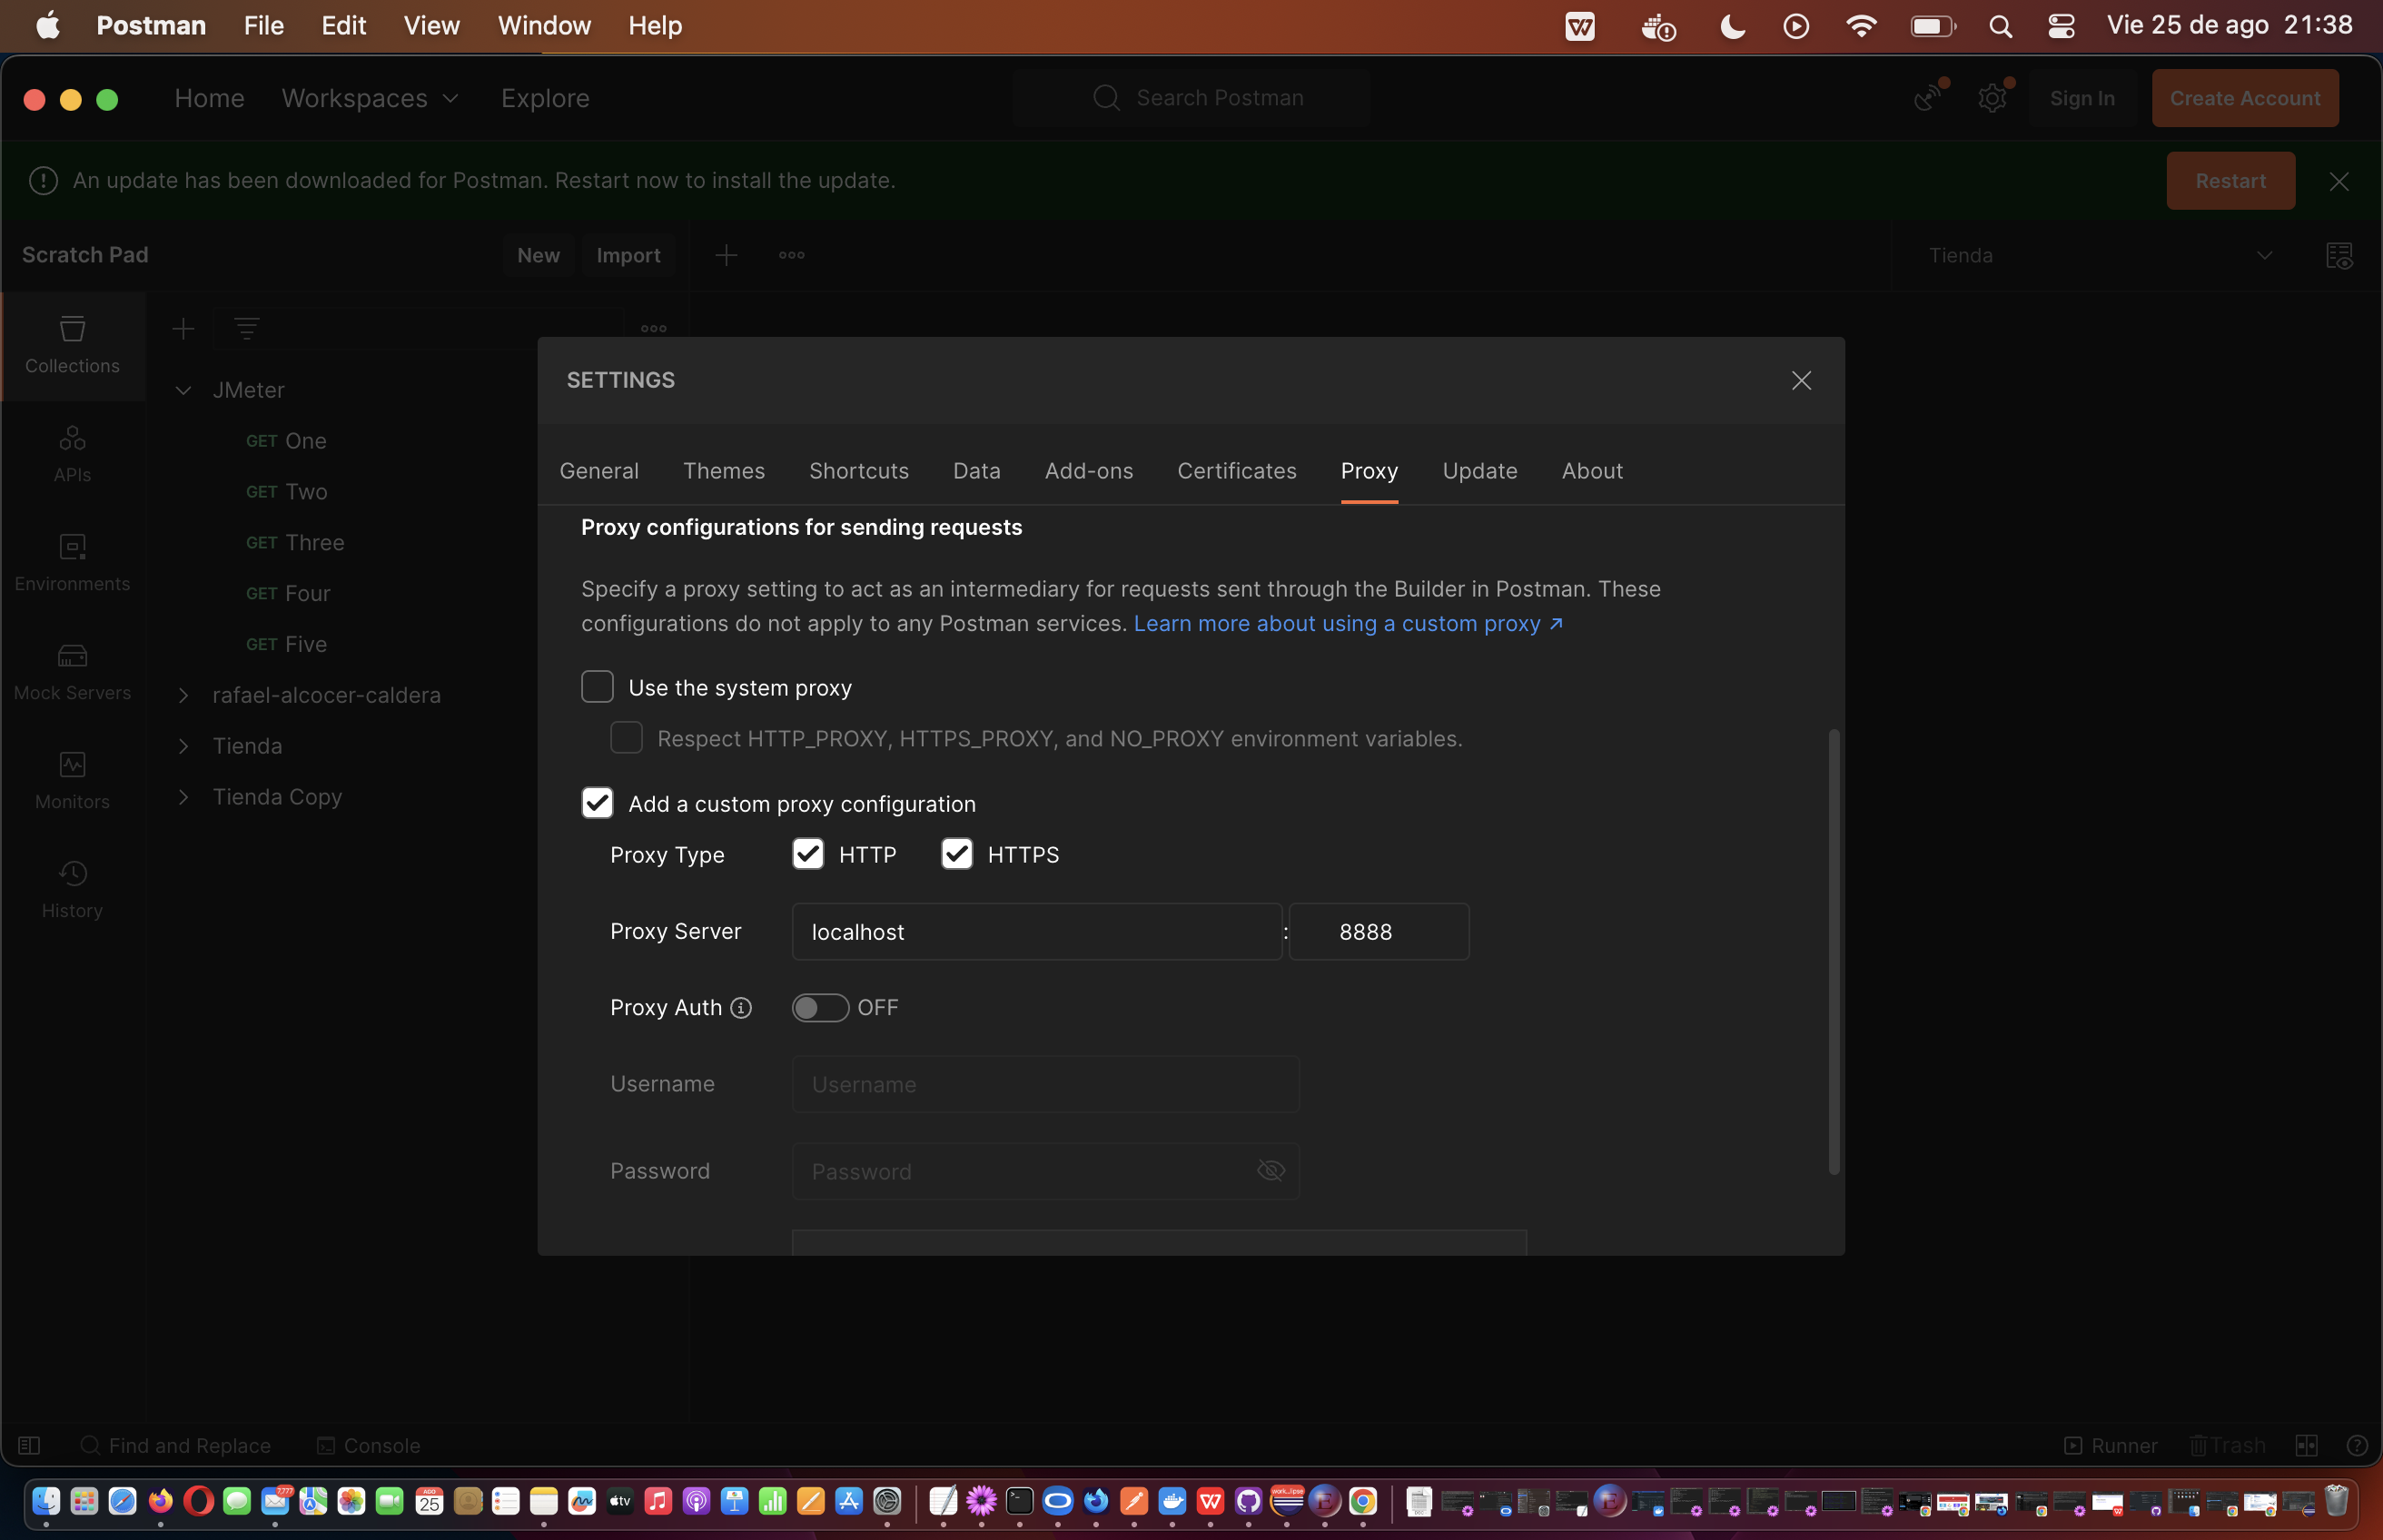 Postman File Edit View Window Help Vie 25 de ago 21:38
Home Workspaces Explore Search Postman Sign In Create Account
An update has been downloaded for Postman. Restart now to install the update. Restart
Scratch Pad New Import Tienda
Collections
JMeter
GET One
APIs
GET Two
GET Three
Environments
GET Four
GET Five
Mock Servers
rafael-alcocer-caldera
Tienda
Monitors
Tienda Copy
History
SETTINGS
General Themes Shortcuts Data Add-ons Certificates Proxy Update About
Proxy configurations for sending requests
Specify a proxy setting to act as an intermediary for requests sent through the Builder in Postman. These
configurations do not apply to any Postman services. Learn more about using a custom proxy ↗
Use the system proxy
Respect HTTP_PROXY, HTTPS_PROXY, and NO_PROXY environment variables.
Add a custom proxy configuration
Proxy Type HTTP HTTPS
Proxy Server localhost : 8888
Proxy Auth OFF
Username Username
Password Password
Find and Replace Console Runner Trash
7,777
AGO
25
tv